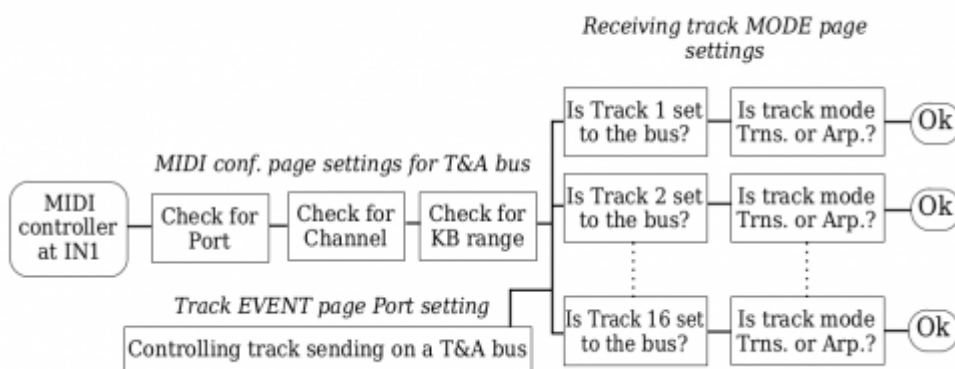 Receiving track MODE page
settings
Is Track 1 set
to the bus?
Is track mode
Trns. or Arp.?
Ok
MIDI conf. page settings for T&A bus
MIDI
controller
at IN1
Check for
Port
Check for
Channel
Check for
KB range
Is Track 2 set
to the bus?
Is track mode
Trns. or Arp.?
Ok
Track EVENT page Port setting
Controlling track sending on a T&A bus
Is Track 16 set
to the bus?
Is track mode
Trns. or Arp.?
Ok